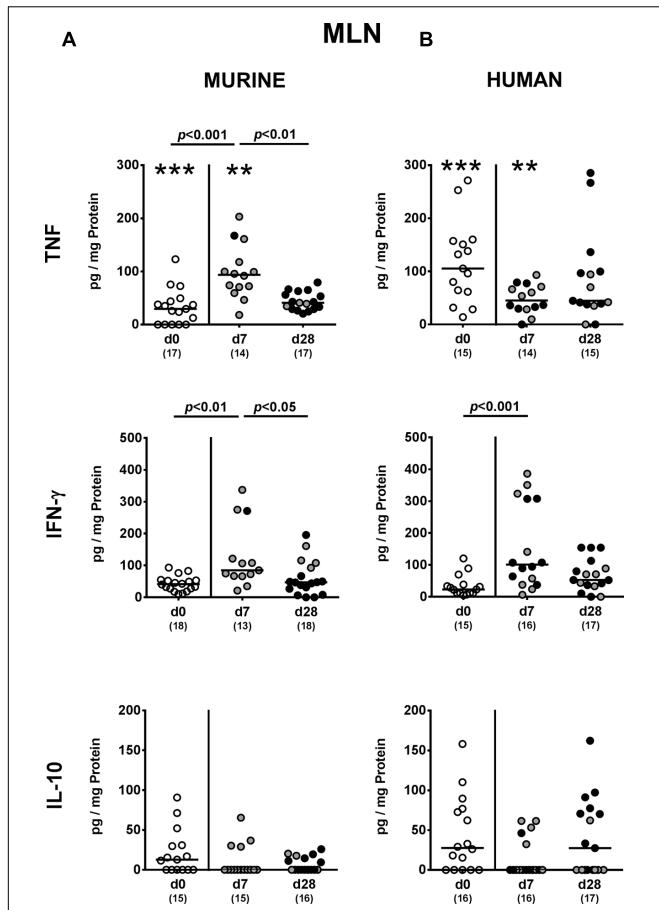 A MLN B
MURINE HUMAN
p<0.001 p<0.01
TNF
pg / mg Protein
300
200
100
0
*** **
d0 d7 d28
(17) (14) (17)
pg / mg Protein
300
200
100
0
*** **
d0 d7 d28
(15) (14) (15)
p<0.01 p<0.05
IFN-γ
pg / mg Protein
500
400
300
200
100
0
d0 d7 d28
(18) (13) (18)
p<0.001
pg / mg Protein
500
400
300
200
100
0
d0 d7 d28
(15) (16) (17)
IL-10
pg / mg Protein
200
150
100
50
0
d0 d7 d28
(15) (15) (16)
pg / mg Protein
200
150
100
50
0
d0 d7 d28
(16) (16) (17)